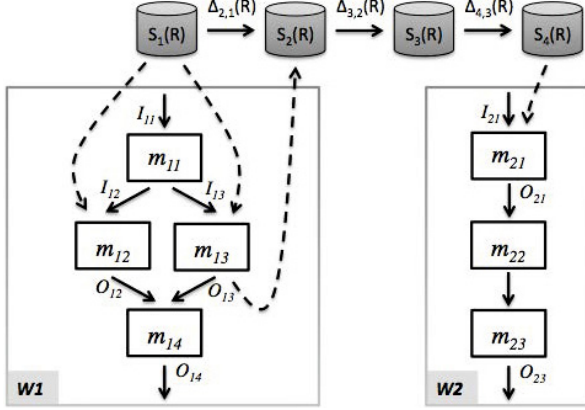 Δ2,1(R) Δ3,2(R) Δ4,3(R)
S1(R) S2(R) S3(R) S4(R)
I11 I21
m11 m21
I12 I13 O21
m12 m13 m22
O12 O13
m14 m23
O14 O23
W1 W2